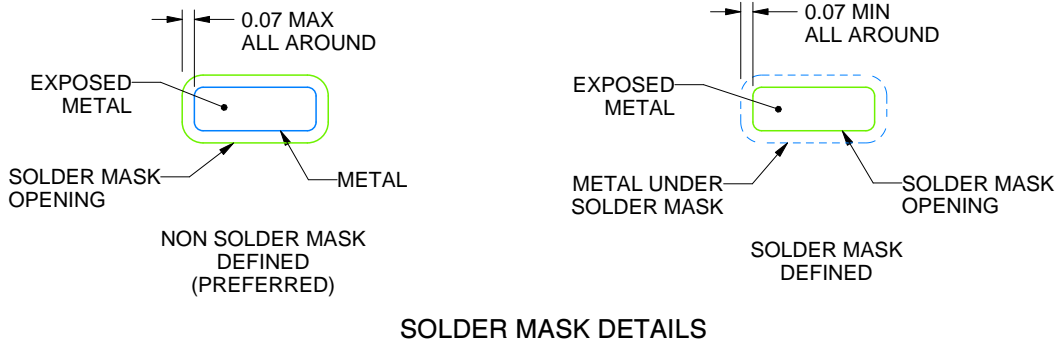 0.07 MAX
ALL AROUND
EXPOSED
METAL
SOLDER MASK
OPENING
METAL
NON SOLDER MASK
DEFINED
(PREFERRED)
0.07 MIN
ALL AROUND
EXPOSED
METAL
METAL UNDER
SOLDER MASK
SOLDER MASK
OPENING
SOLDER MASK
DEFINED
SOLDER MASK DETAILS